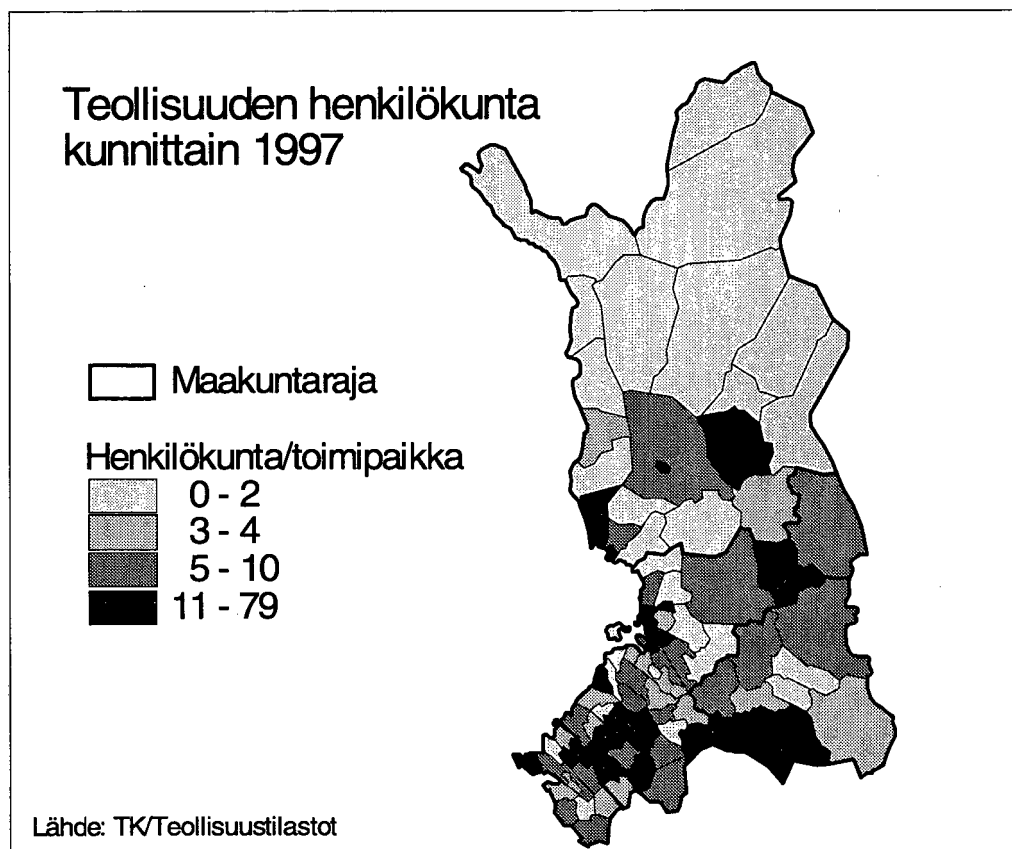 Teollisuuden henkilökunta
kunnittain 1997
Maakuntaraja
Henkilökunta/toimipaikka
0 - 2
3 - 4
5 - 10
11 - 79
Lähde: TK/Teollisuustilastot